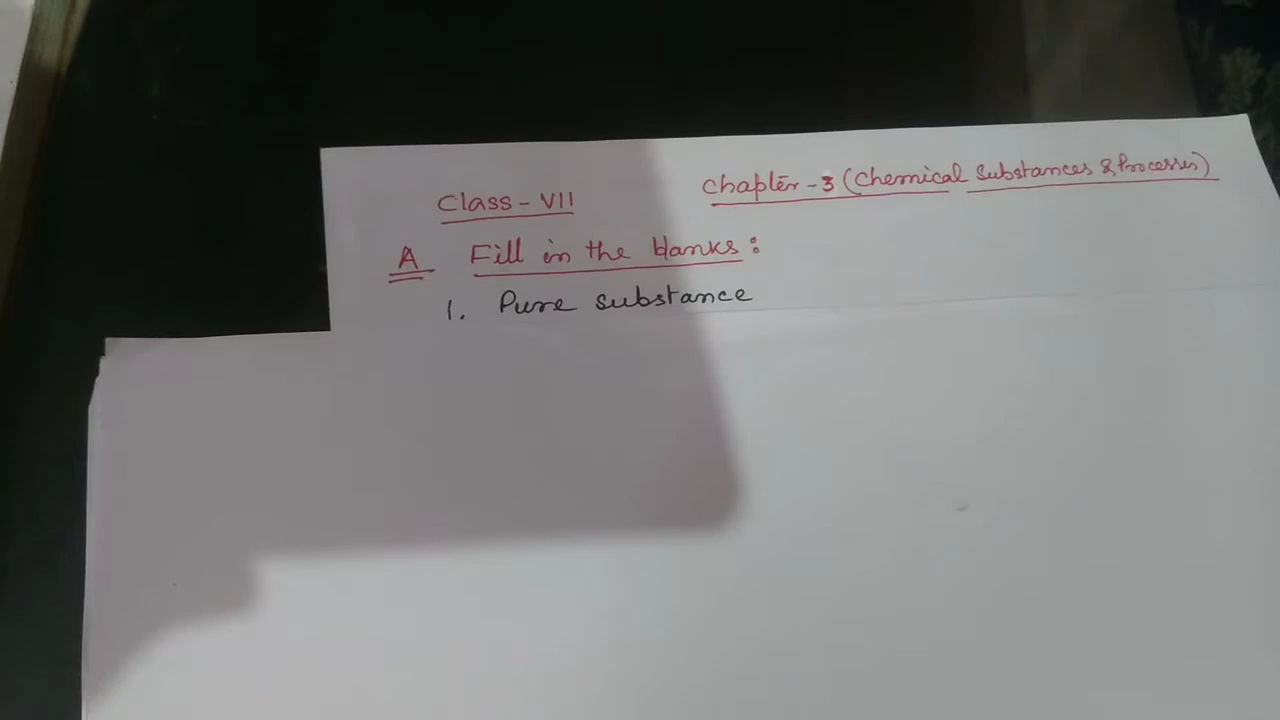 Class - VII Chapter - 3 (Chemical Substances & Processes)
A Fill in the blanks :
1. Pure substance